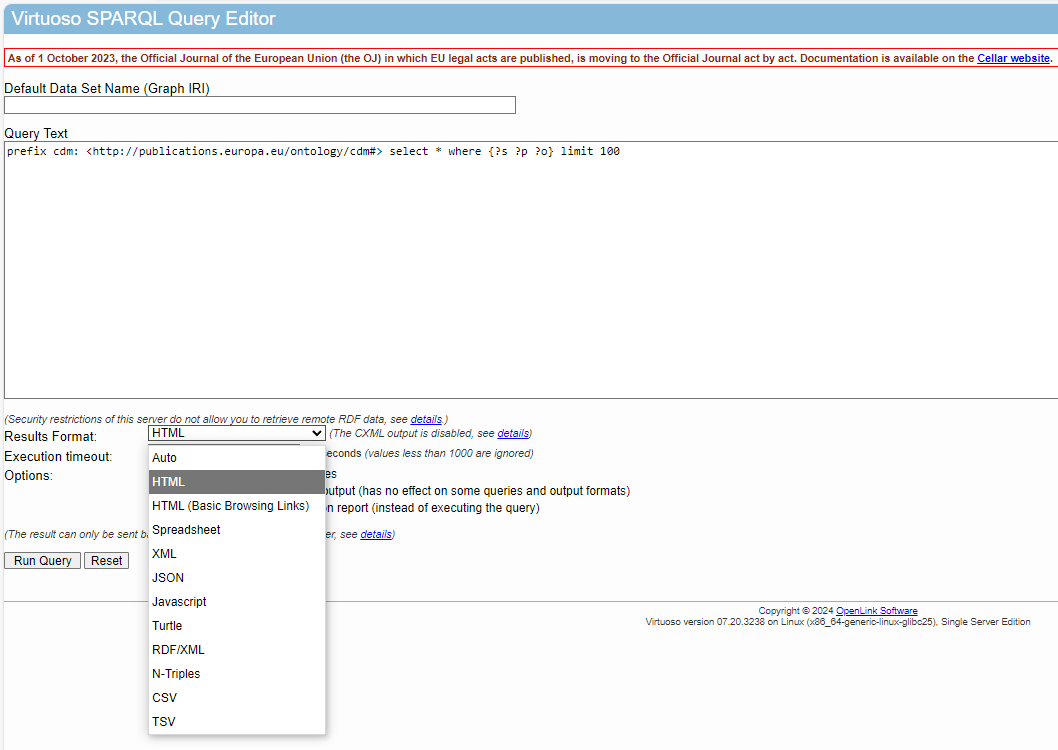 Virtuoso SPARQL Query Editor
As of 1 October 2023, the Official Journal of the European Union (the OJ) in which EU legal acts are published, is moving to the Official Journal act by act. Documentation is available on the Cellar website.
Default Data Set Name (Graph IRI)
Query Text
prefix cdm: <http://publications.europa.eu/ontology/cdm#> select * where {?s ?p ?o} limit 100
(Security restrictions of this server do not allow you to retrieve remote RDF data, see details.)
Results Format: HTML (The CXML output is disabled, see details)
Execution timeout: econds (values less than 1000 are ignored)
Options: es
utput (has no effect on some queries and output formats)
n report (instead of executing the query)
(The result can only be sent ba er, see details)
Run Query Reset
Auto
HTML
HTML (Basic Browsing Links)
Spreadsheet
XML
JSON
Javascript
Turtle
RDF/XML
N-Triples
CSV
TSV
Copyright © 2024 OpenLink Software
Virtuoso version 07.20.3238 on Linux (x86_64-generic-linux-glibc25), Single Server Edition